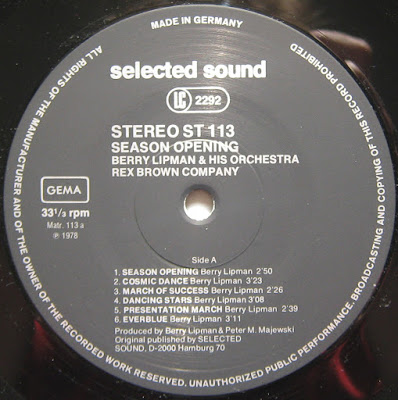 MADE IN GERMANY
ALL RIGHTS OF THE MANUFACTURER AND OF THE OWNER OF THE RECORDED WORK RESERVED. UNAUTHORIZED PUBLIC PERFORMANCE. BROADCASTING AND COPYING OF THIS RECORD PROHIBITED
selected sound
LC 2292
STEREO ST 113
SEASON OPENING
BERRY LIPMAN & HIS ORCHESTRA
REX BROWN COMPANY
GEMA
33 1/3 rpm
Matr. 113 a
℗ 1978
Side A
1. SEASON OPENING Berry Lipman 2'50
2. COSMIC DANCE Berry Lipman 3'23
3. MARCH OF SUCCESS Berry Lipman 2'26
4. DANCING STARS Berry Lipman 3'08
5. PRESENTATION MARCH Berry Lipman 2'39
6. EVERBLUE Berry Lipman 3'11
Produced by Berry Lipman & Peter M. Majewski
Original published by SELECTED
SOUND, D-2000 Hamburg 70